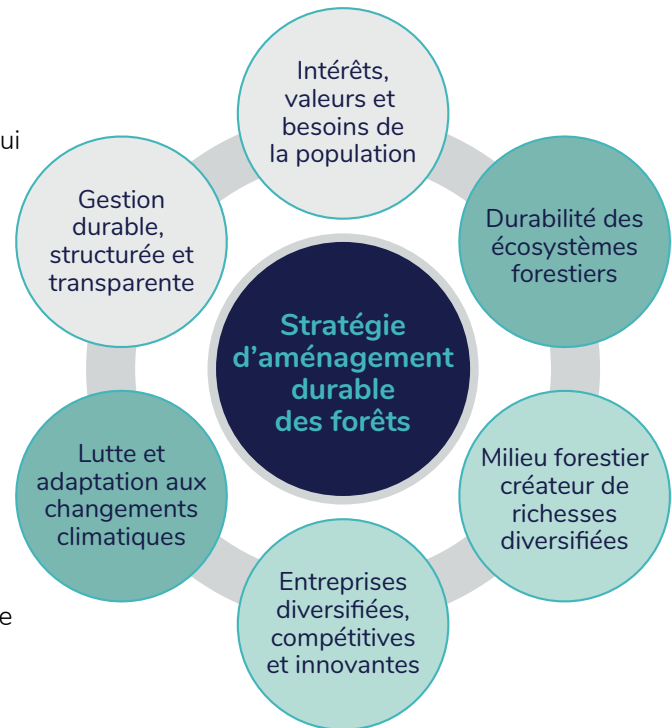 Intérêts,
valeurs et
besoins de
la population
ui
Gestion
durable,
structurée et
transparente
Durabilité des
écosystèmes
forestiers
Stratégie
d'aménagement
durable
des forêts
Lutte et
adaptation aux
changements
climatiques
Milieu forestier
créateur de
richesses
diversifiées
Entreprises
diversifiées,
compétitives
et innovantes
e